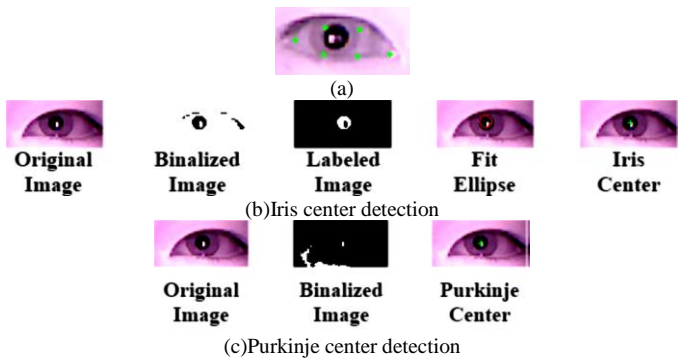 (a)
Original Image
Binalized Image
Labeled Image
Fit Ellipse
Iris Center
(b)Iris center detection
Original Image
Binalized Image
Purkinje Center
(c)Purkinje center detection